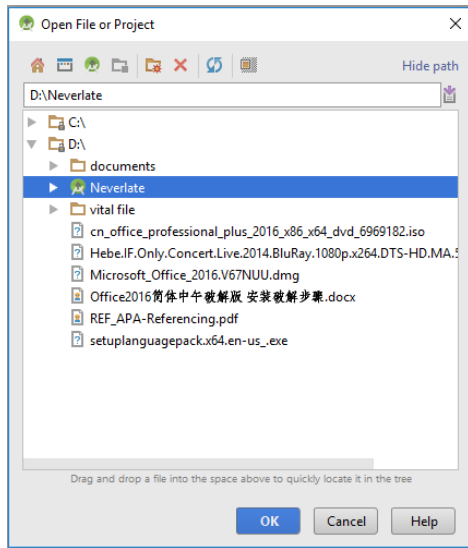 Open File or Project
Hide path
D:\Neverlate
C:\
D:\
documents
Neverlate
vital file
cn_office_professional_plus_2016_x86_x64_dvd_6969182.iso
Hebe.IF.Only.Concert.Live.2014.BluRay.1080p.x264.DTS-HD.MA.5
Microsoft_Office_2016.V67NUU.dmg
Office2016简体中午破解版 安装破解步骤.docx
REF_APA-Referencing.pdf
setuplanguagepack.x64.en-us_.exe
Drag and drop a file into the space above to quickly locate it in the tree
OK Cancel Help